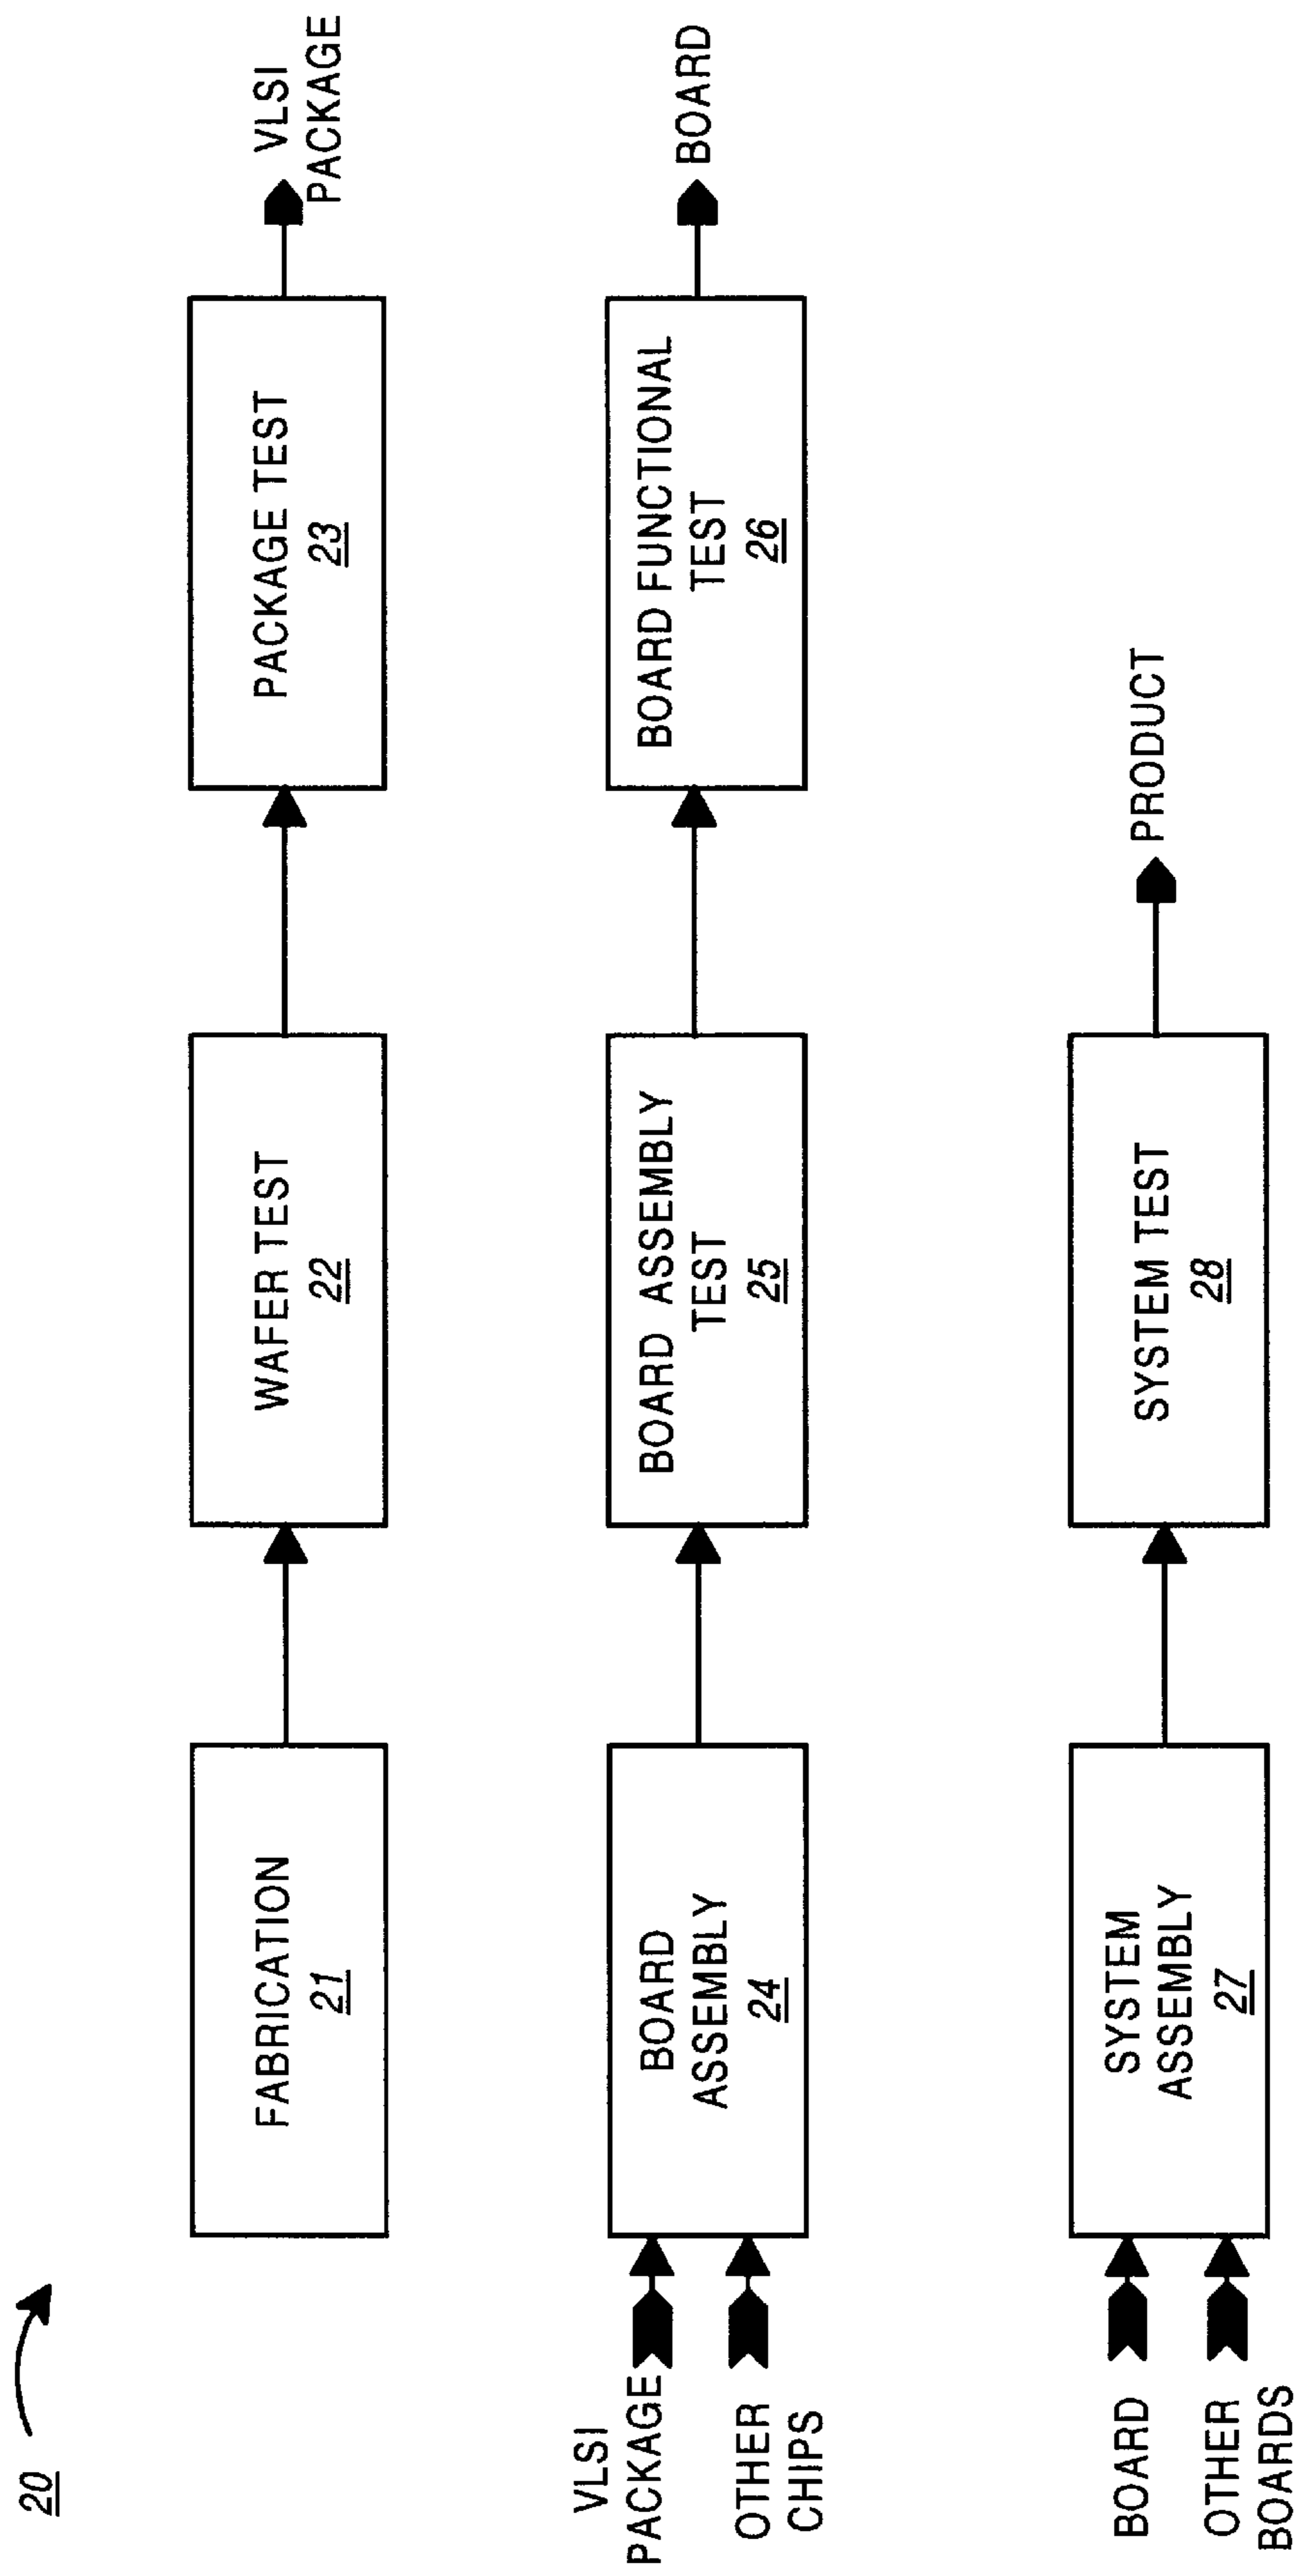 20
FABRICATION
21
WAFER TEST
22
PACKAGE TEST
23
VLSI
PACKAGE
VLSI
PACKAGE
OTHER
CHIPS
BOARD
ASSEMBLY
24
BOARD ASSEMBLY
TEST
25
BOARD FUNCTIONAL
TEST
26
BOARD
BOARD
OTHER
BOARDS
SYSTEM
ASSEMBLY
27
SYSTEM TEST
28
PRODUCT